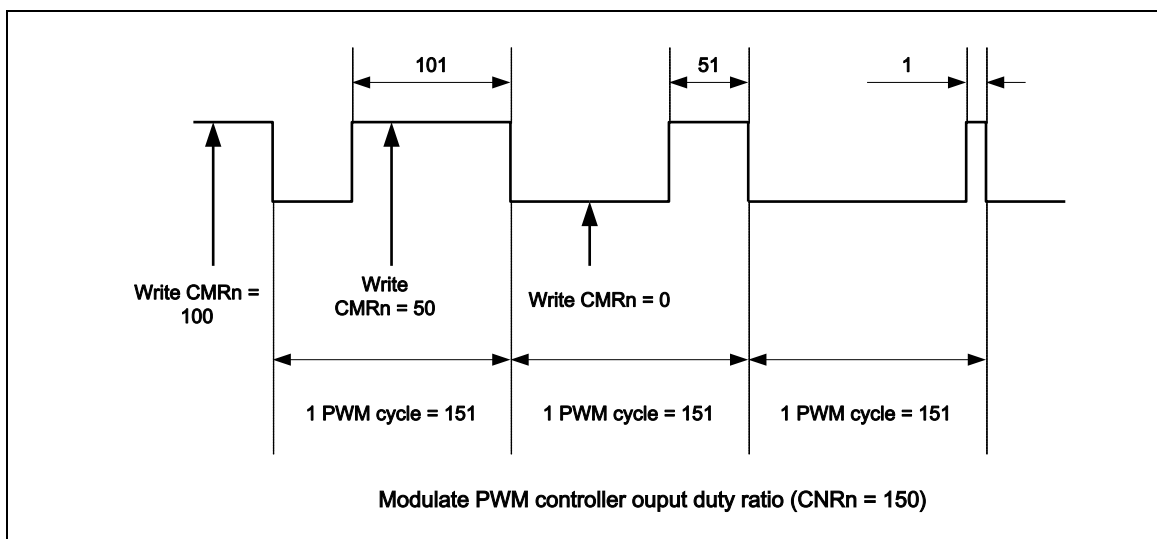 101
51
1
Write CMRn =
100
Write
CMRn = 50
Write CMRn = 0
1 PWM cycle = 151
1 PWM cycle = 151
1 PWM cycle = 151
Modulate PWM controller ouput duty ratio (CNRn = 150)